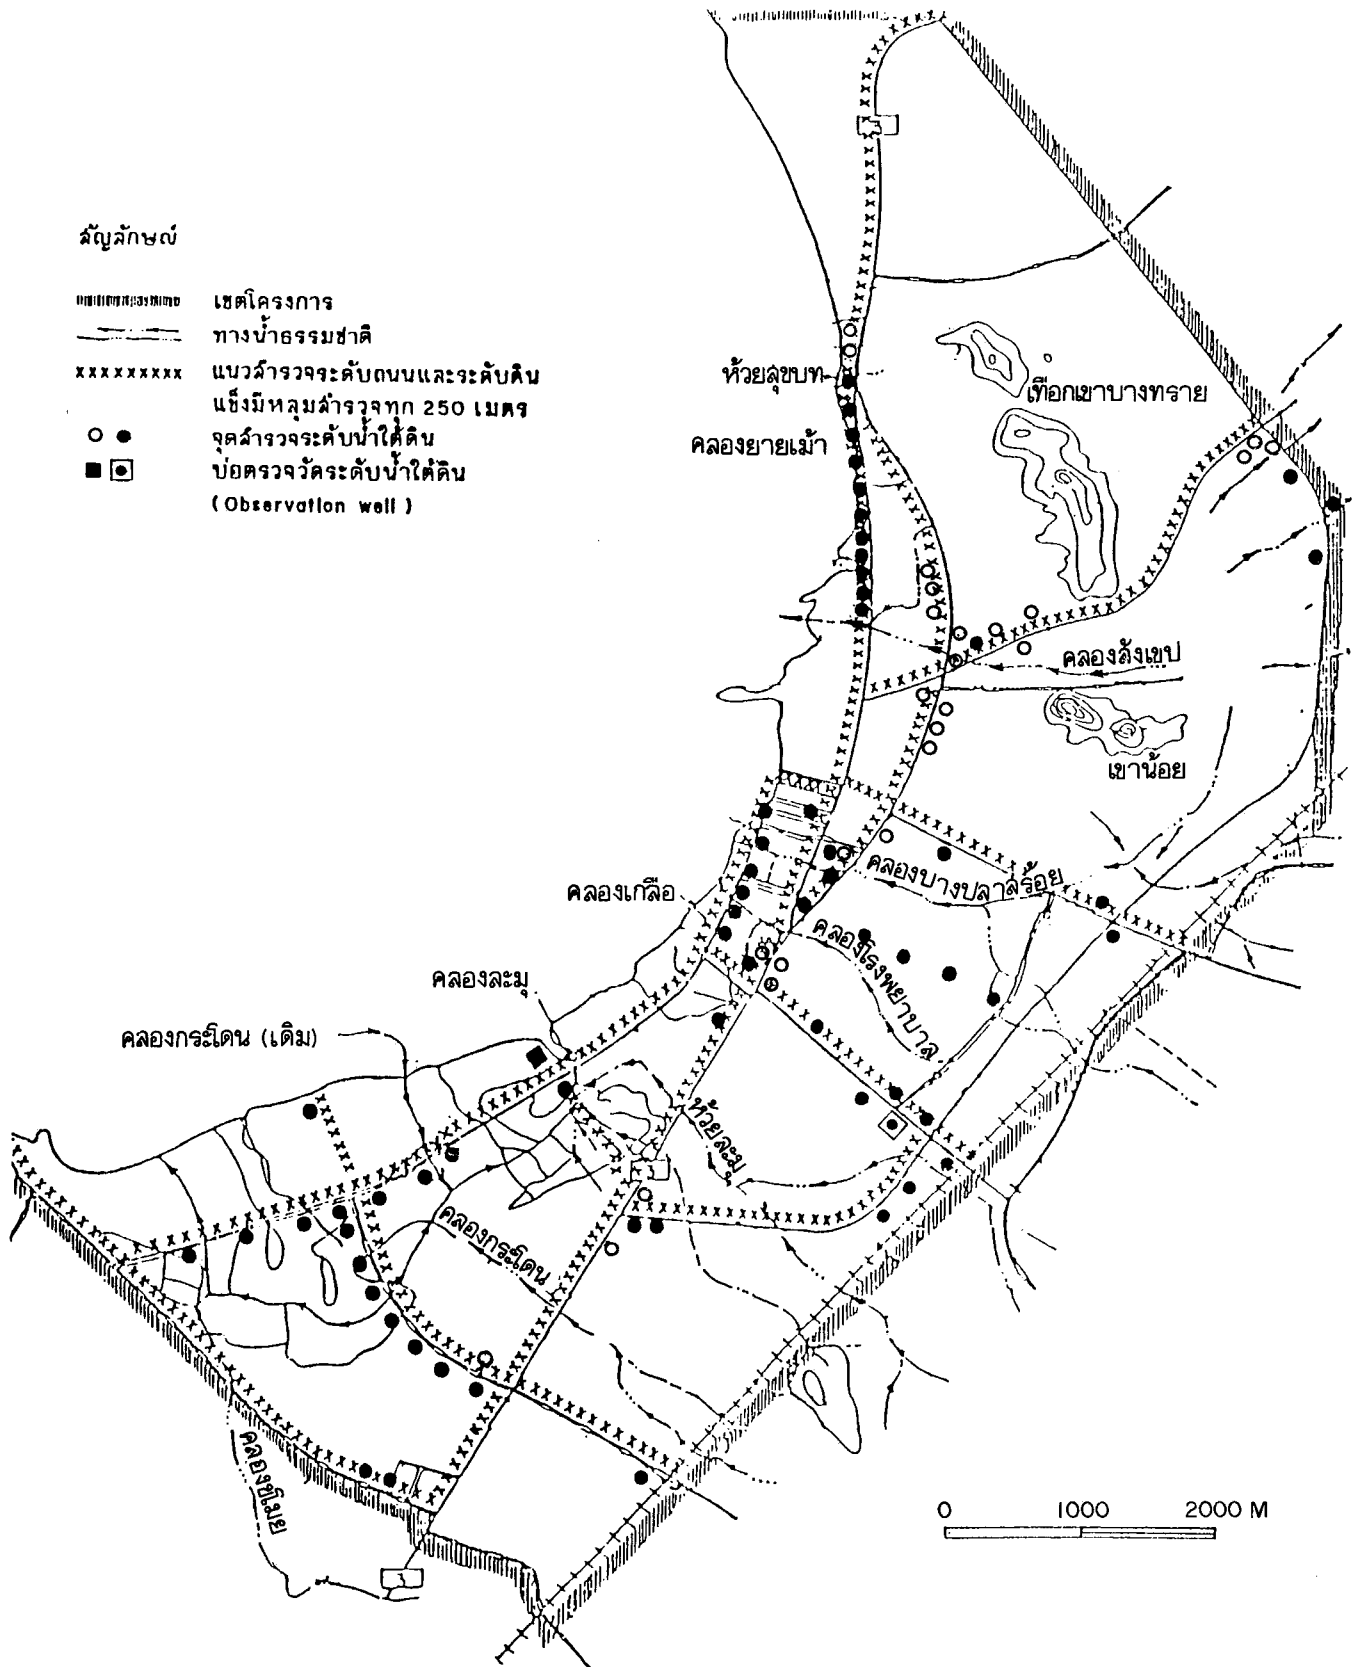 สัญลักษณ์
เขตโครงการ
ทางน้ำธรรมชาติ
แนวสำรวจระดับถนนและระดับดิน
แข็งมีหลุมสำรวจทุก 250 เมตร
จุดสำรวจระดับน้ำใต้ดิน
บ่อตรวจวัดระดับน้ำใต้ดิน
(Observation well)
ห้วยสุขบท
เทือกเขาบางทราย
คลองยายเม้า
คลองสังเขป
เขาน้อย
คลองบางปลาสร้อย
คลองเกลือ
คลองโรงพยาบาล
คลองละมุ
คลองกระโดน (เดิม)
ห้วยละมุ
คลองกระโดน
คลองขโมย
0 1000 2000 M